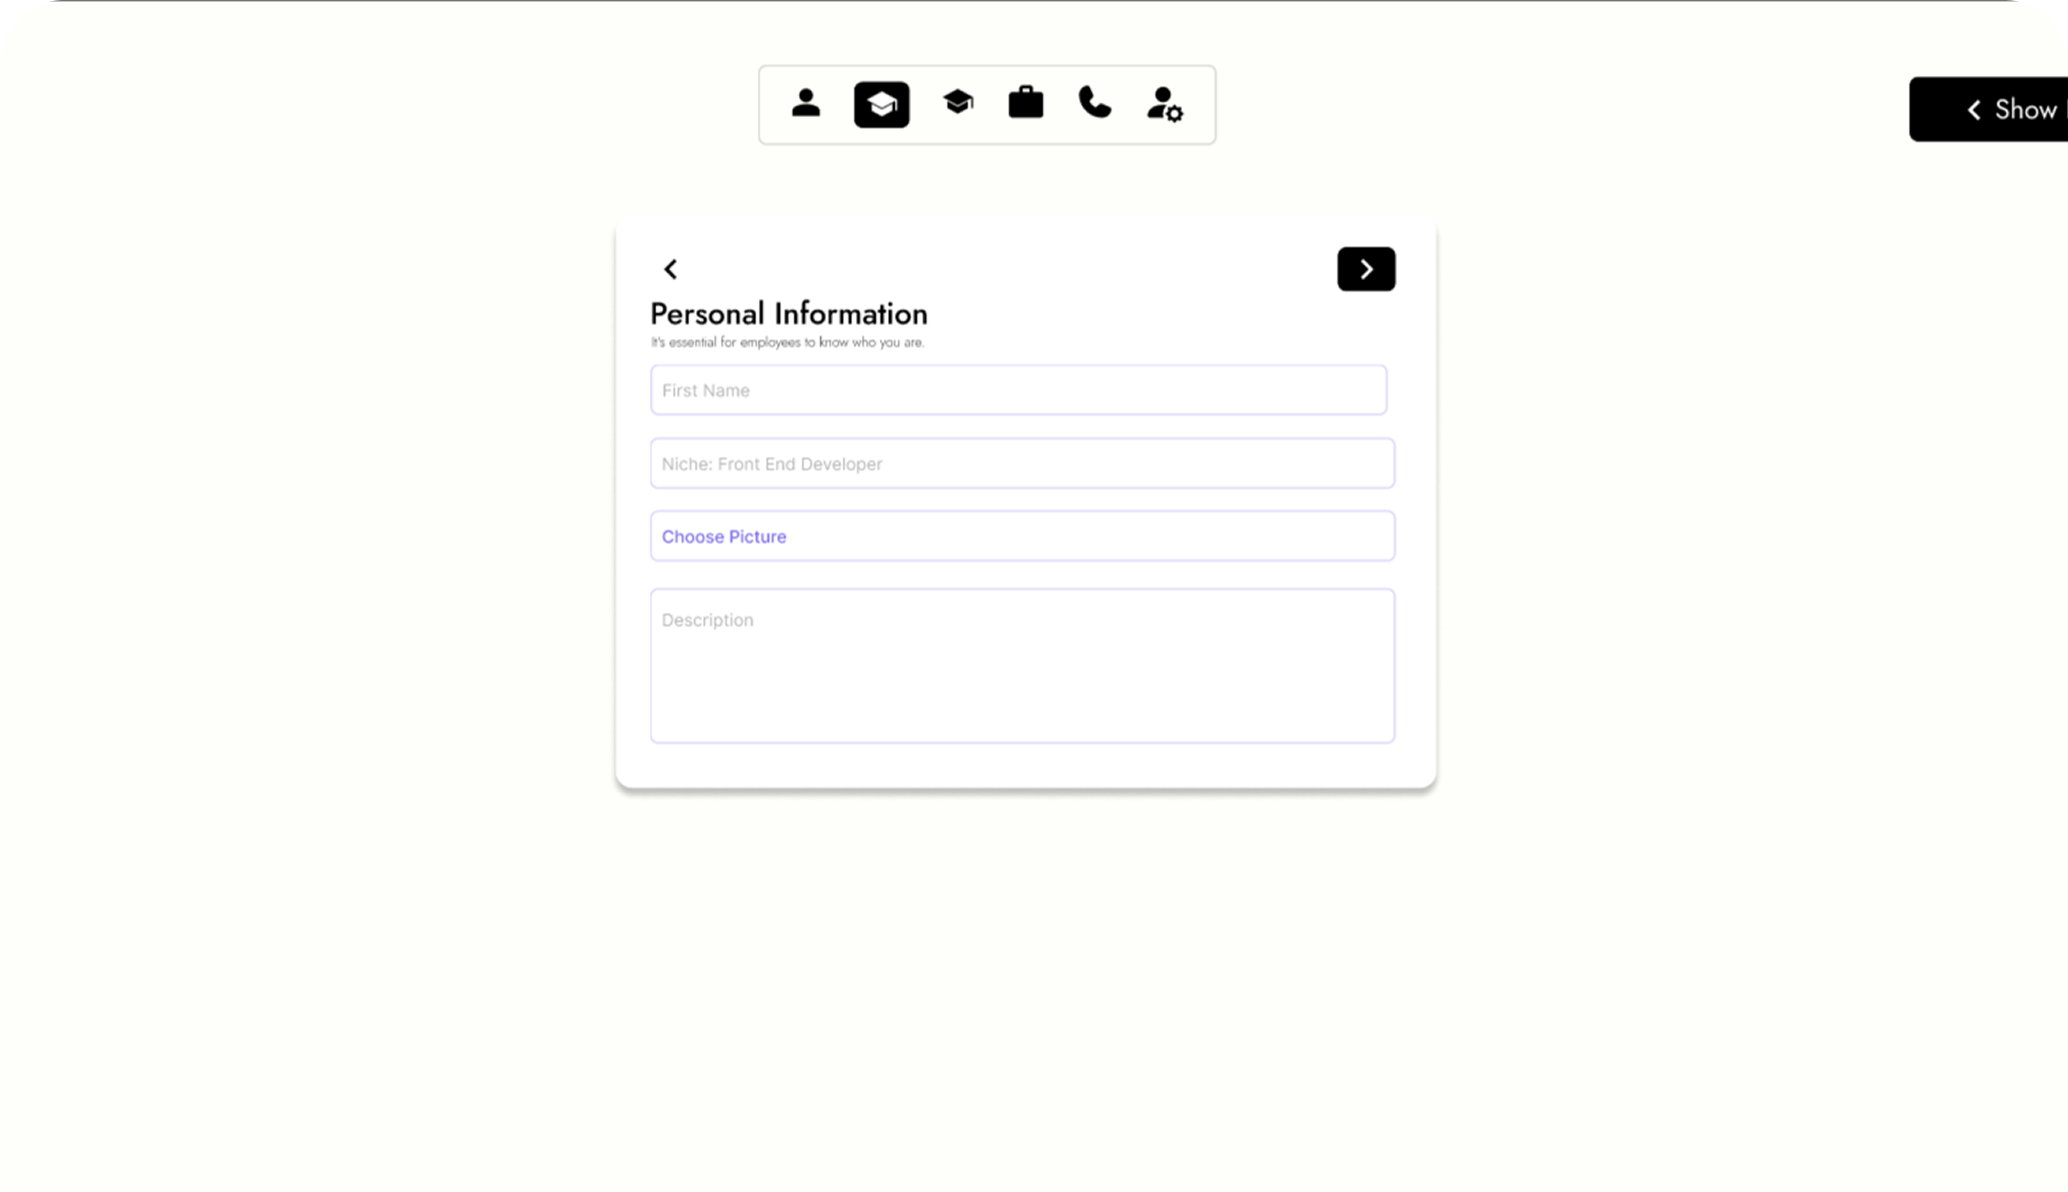 Show
Personal Information
It's essential for employees to know who you are.
First Name
Niche: Front End Developer
Choose Picture
Description